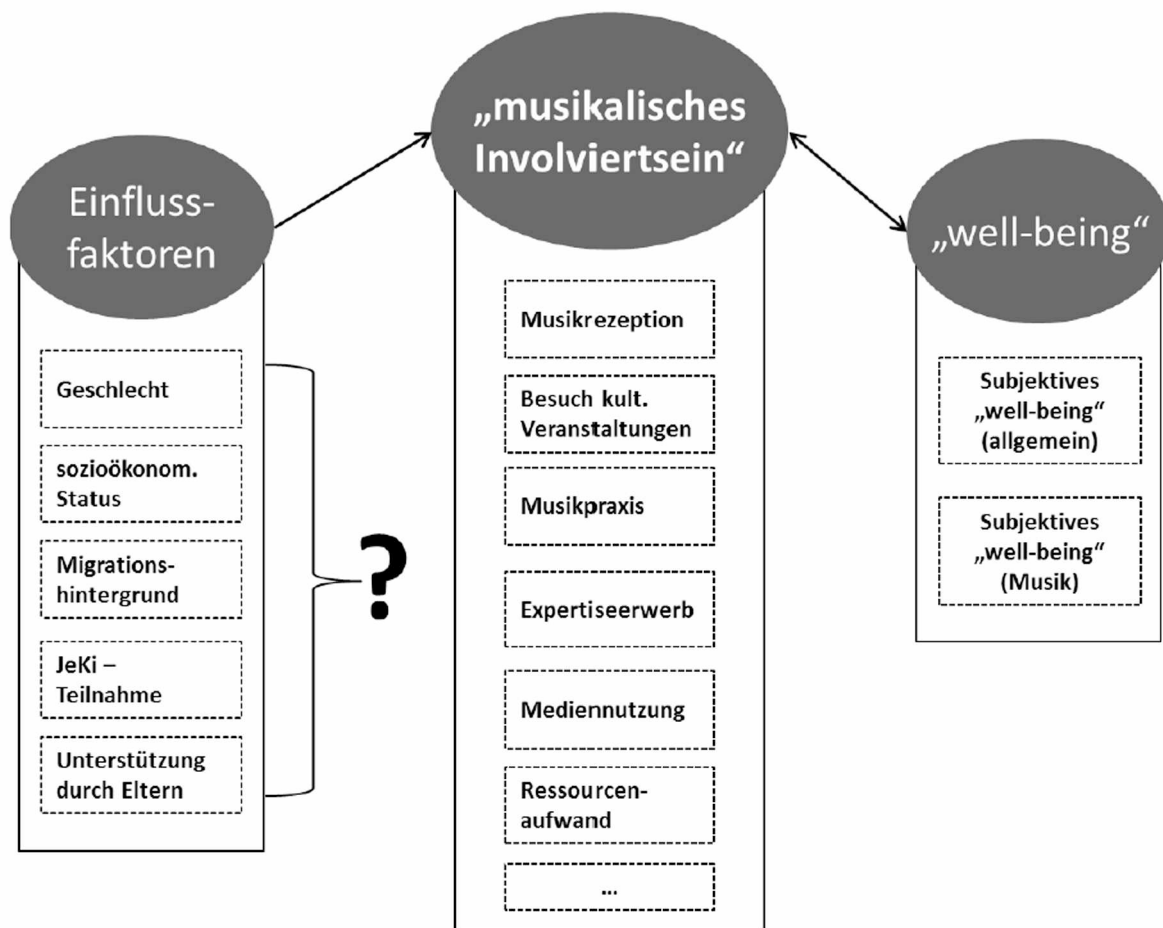 Einfluss-
faktoren
Geschlecht
sozioökonom.
Status
Migrations-
hintergrund
JeKi –
Teilnahme
Unterstützung
durch Eltern
?
„musikalisches
Involviertsein“
Musikrezeption
Besuch kult.
Veranstaltungen
Musikpraxis
Expertiseerwerb
Mediennutzung
Ressourcen-
aufwand
...
„well-being“
Subjektives
„well-being“
(allgemein)
Subjektives
„well-being“
(Musik)